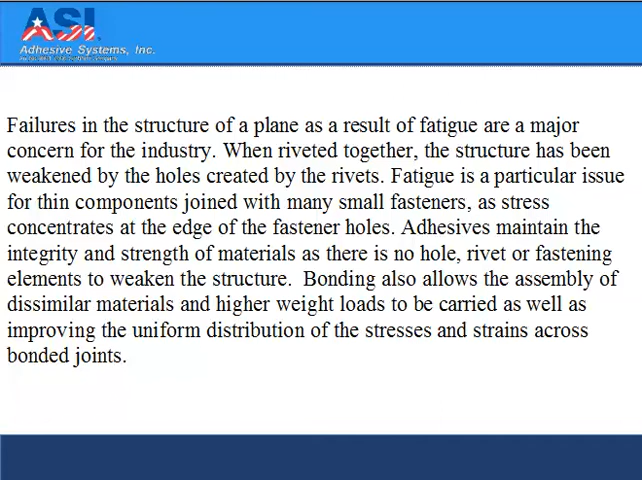 ASI
Adhesive Systems, Inc.
Failures in the structure of a plane as a result of fatigue are a major
concern for the industry. When riveted together, the structure has been
weakened by the holes created by the rivets. Fatigue is a particular issue
for thin components joined with many small fasteners, as stress
concentrates at the edge of the fastener holes. Adhesives maintain the
integrity and strength of materials as there is no hole, rivet or fastening
elements to weaken the structure.  Bonding also allows the assembly of
dissimilar materials and higher weight loads to be carried as well as
improving the uniform distribution of the stresses and strains across
bonded joints.